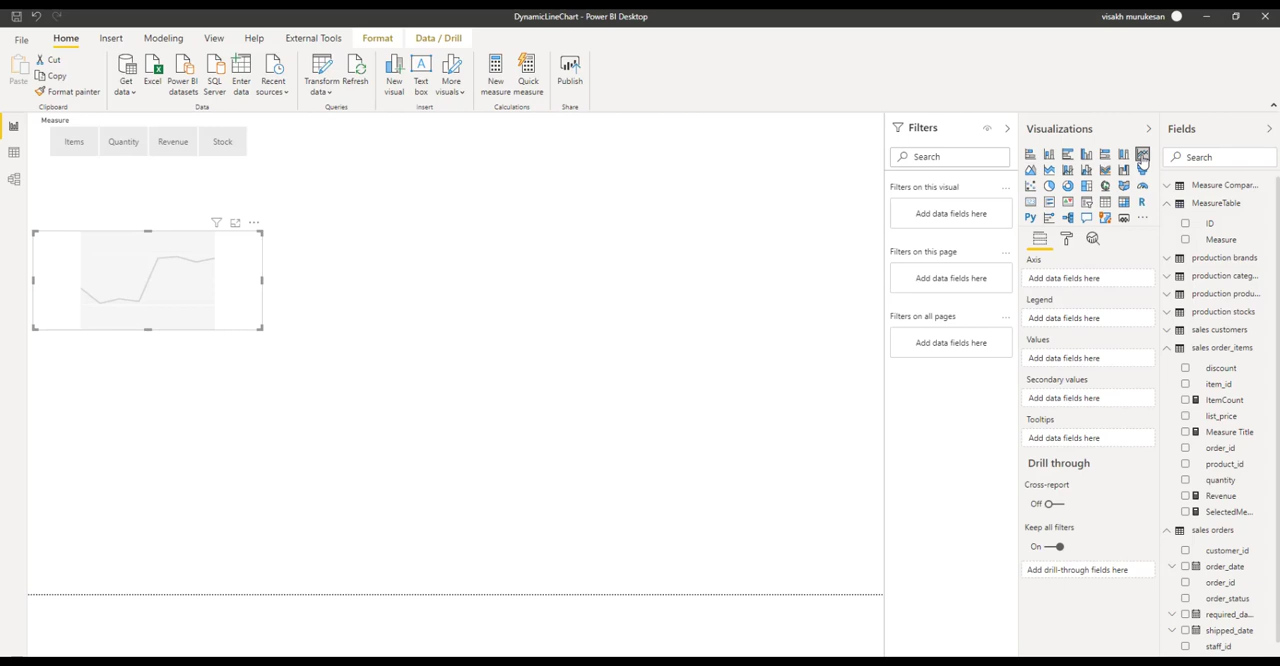 DynamicLineChart - Power BI Desktop
visakh murukesan
File Home Insert Modeling View Help External Tools Format Data / Drill
Paste
Cut
Copy
Format painter
Get data
Excel
Power BI datasets
SQL Server
Enter data
Recent sources
Transform data
Refresh
New visual
Text box
More visuals
New measure
Quick measure
Publish
Clipboard Data Queries Insert Calculations Share
Measure
Items Quantity Revenue Stock
Filters
Search
Filters on this visual
Add data fields here
Filters on this page
Add data fields here
Filters on all pages
Add data fields here
Visualizations
R
Py
Axis
Add data fields here
Legend
Add data fields here
Values
Add data fields here
Secondary values
Add data fields here
Tooltips
Add data fields here
Drill through
Cross-report
Off
Keep all filters
On
Add drill-through fields here
Fields
Search
Measure Compar...
MeasureTable
ID
Measure
production brands
production categ...
production produ...
production stocks
sales customers
sales order_items
discount
item_id
ItemCount
list_price
Measure Title
order_id
product_id
quantity
Revenue
SelectedMe...
sales orders
customer_id
order_date
order_id
order_status
required_da...
shipped_date
staff_id